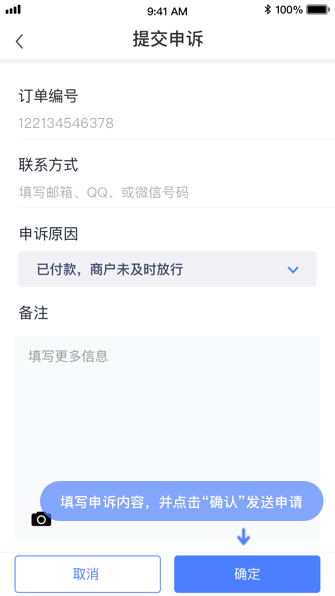 9:41 AM
100%
提交申诉
订单编号
122134546378
联系方式
填写邮箱、QQ、或微信号码
申诉原因
已付款，商户未及时放行
备注
填写更多信息
填写申诉内容，并点击“确认”发送申请
取消
确定